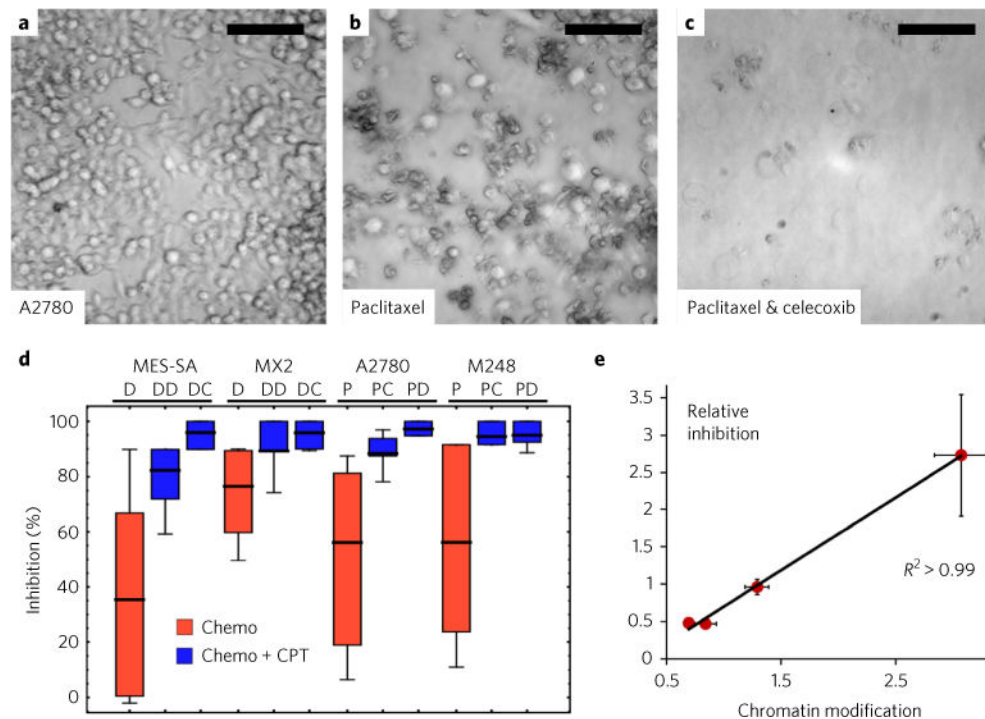 a
b
c
A2780
Paclitaxel
Paclitaxel & celecoxib
d
MES-SA MX2 A2780 M248
D DD DC D DD DC P PC PD P PC PD
100
80
60
40
20
0
Inhibition (%)
Chemo
Chemo + CPT
e
Relative
inhibition
3.5
3
2.5
2
1.5
1
0.5
0
R² > 0.99
0.5 1.5 2.5
Chromatin modification